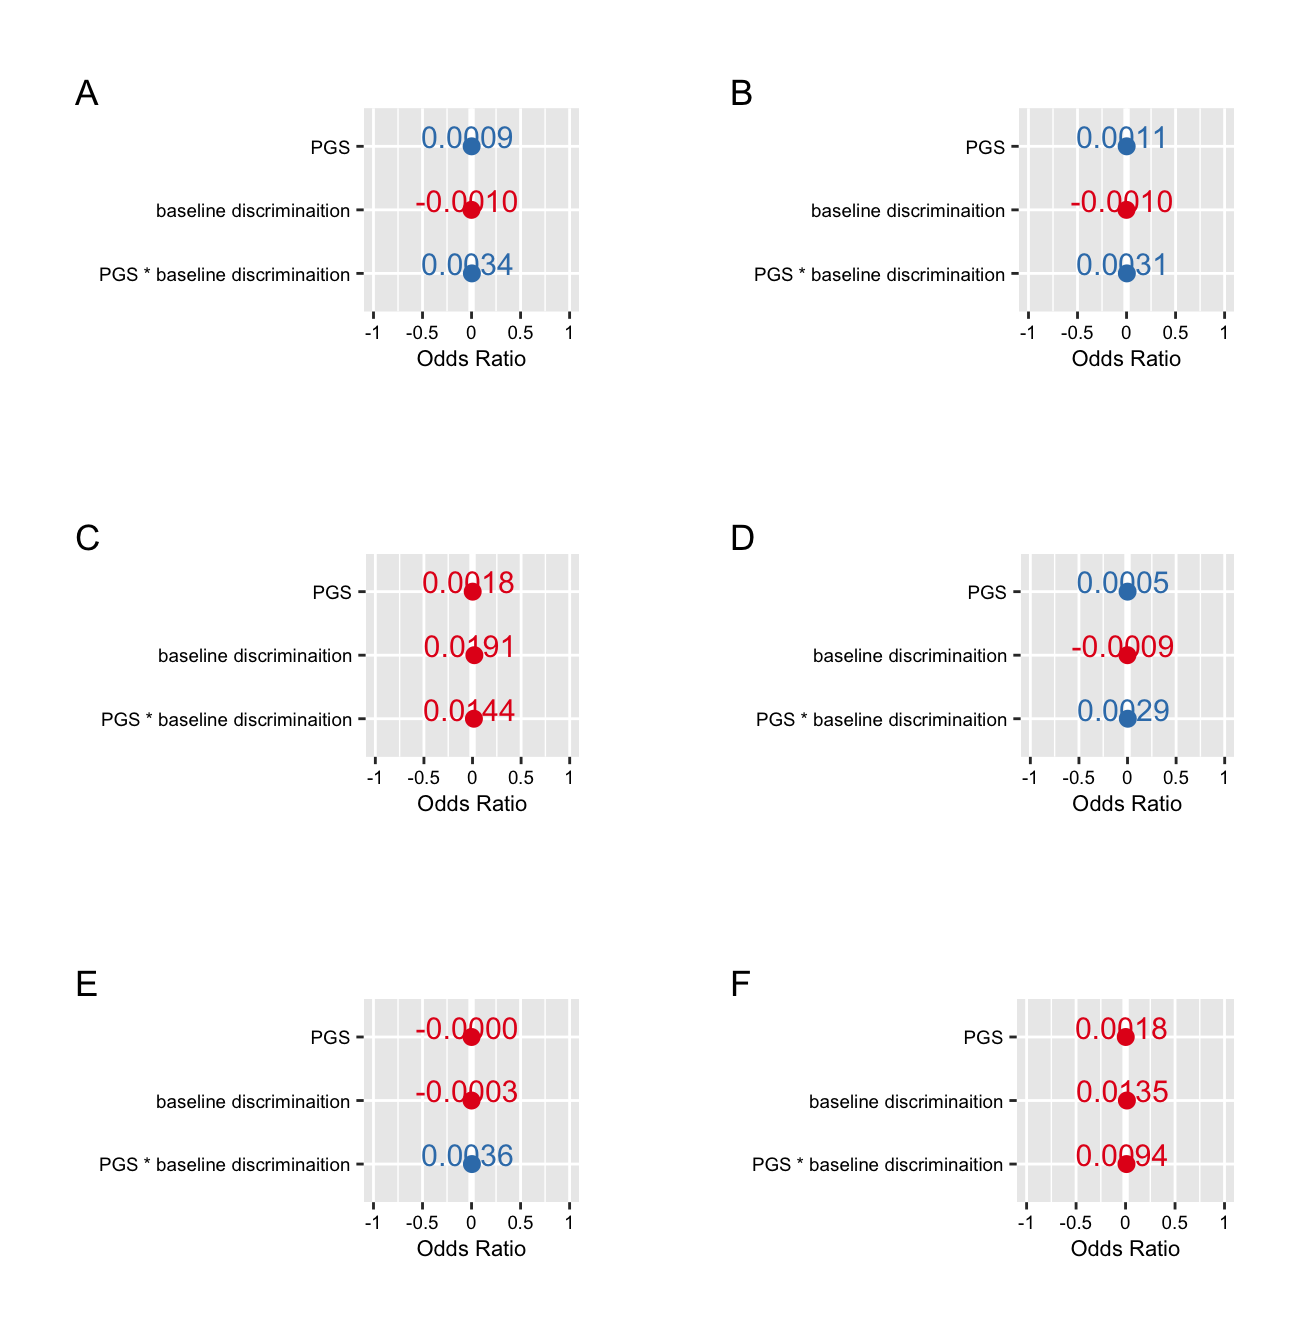 A
PGS
0.0009
baseline discriminaition
-0.0010
PGS * baseline discriminaition
0.0034
-1 -0.5 0 0.5 1
Odds Ratio
B
PGS
0.0011
baseline discriminaition
-0.0010
PGS * baseline discriminaition
0.0031
-1 -0.5 0 0.5 1
Odds Ratio
C
PGS
0.0018
baseline discriminaition
0.0191
PGS * baseline discriminaition
0.0144
-1 -0.5 0 0.5 1
Odds Ratio
D
PGS
0.0005
baseline discriminaition
-0.0009
PGS * baseline discriminaition
0.0029
-1 -0.5 0 0.5 1
Odds Ratio
E
PGS
-0.0000
baseline discriminaition
-0.0003
PGS * baseline discriminaition
0.0036
-1 -0.5 0 0.5 1
Odds Ratio
F
PGS
0.0018
baseline discriminaition
0.0135
PGS * baseline discriminaition
0.0094
-1 -0.5 0 0.5 1
Odds Ratio